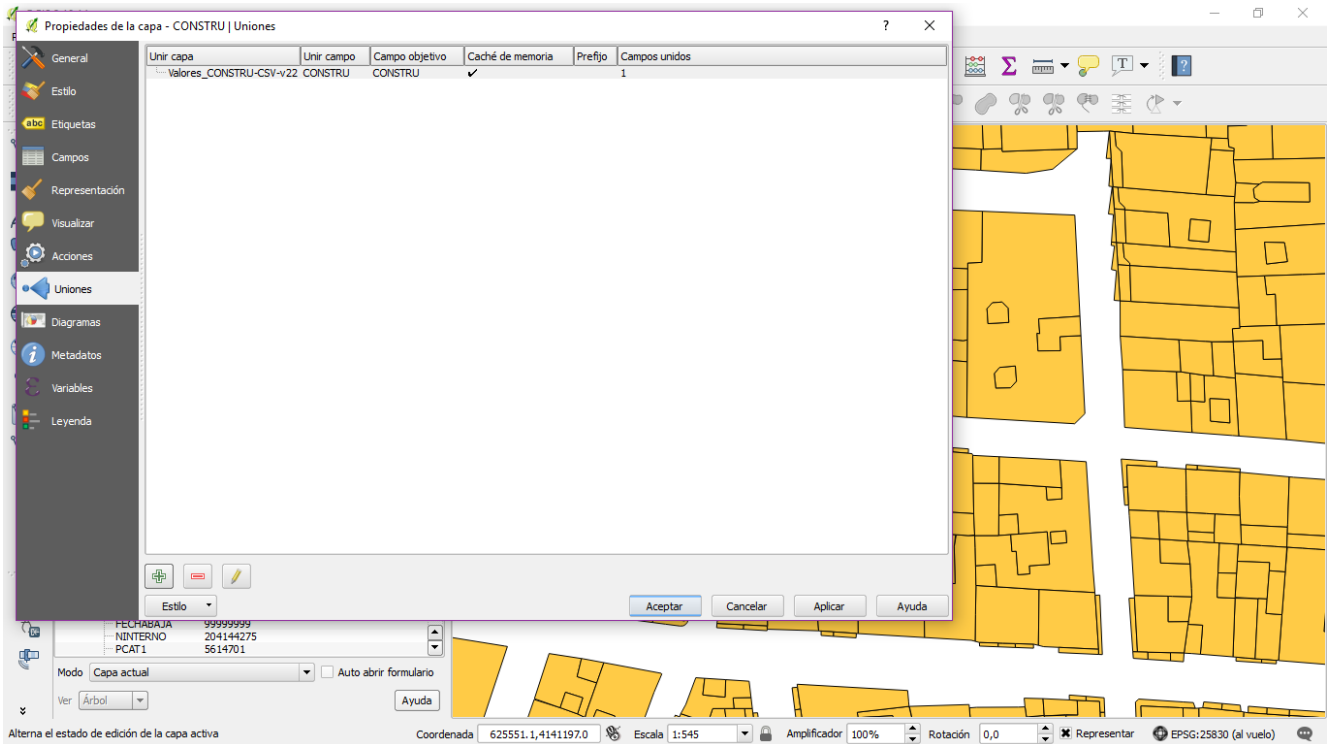 Propiedades de la capa - CONSTRU | Uniones
? 
General
Estilo
abc Etiquetas
Campos
Representación
Visualizar
Acciones
Uniones
Diagramas
Metadatos
Variables
Leyenda
Unir capa Unir campo Campo objetivo Caché de memoria Prefijo Campos unidos
Valores_CONSTRU-CSV-v22 CONSTRU CONSTRU ✔ 1
Estilo
Aceptar Cancelar Aplicar Ayuda
FECHABAJA 99999999
NINTERNO 204144275
PCAT1 5614701
Modo Capa actual Auto abrir formulario
Ver Árbol Ayuda
Alterna el estado de edición de la capa activa Coordenada 625551.1,4141197.0 Escala 1:545 Amplificador 100% Rotación 0,0 Representar EPSG:25830 (al vuelo)